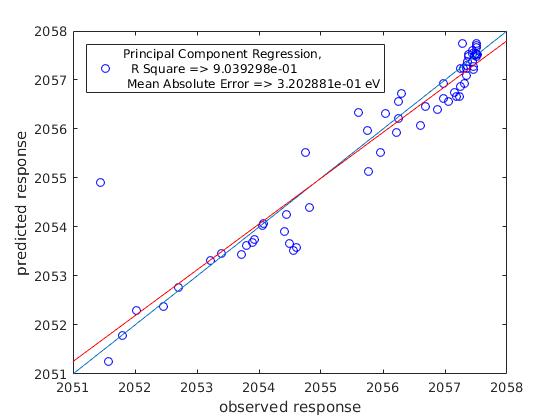 2058
2057
2056
2055
2054
2053
2052
2051
predicted response
Principal Component Regression,
R Square => 9.039298e-01
Mean Absolute Error => 3.202881e-01 eV
2051 2052 2053 2054 2055 2056 2057 2058
observed response